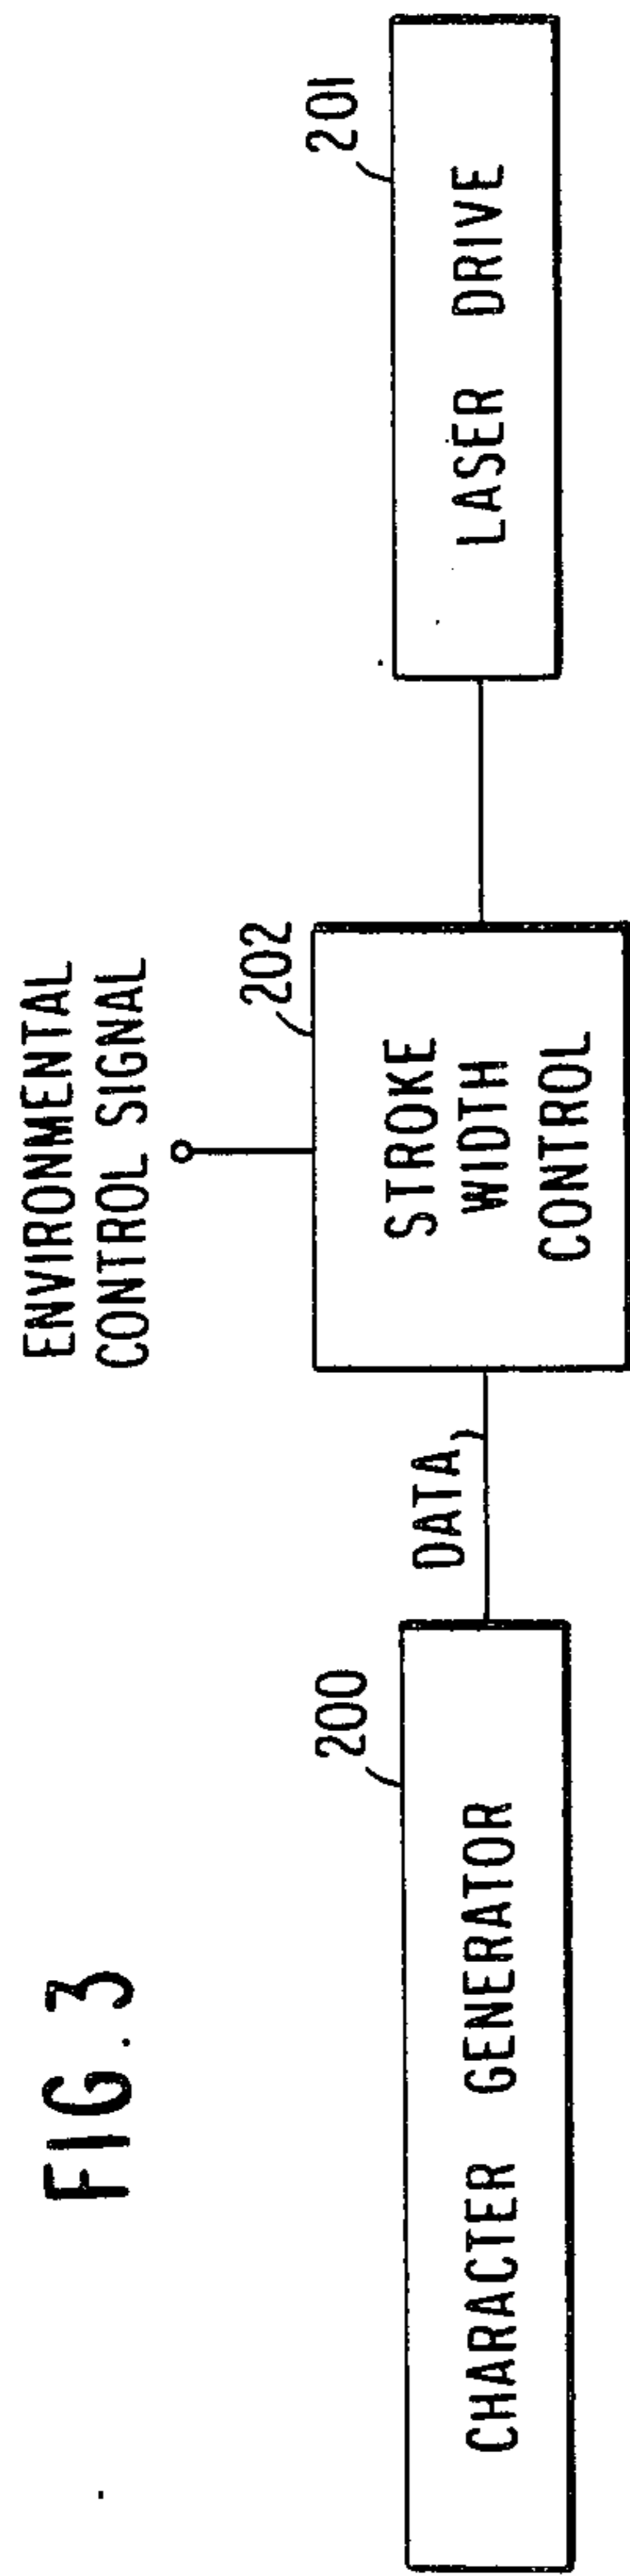 FIG. 3
ENVIRONMENTAL
CONTROL SIGNAL
200
CHARACTER GENERATOR
DATA
202
STROKE
WIDTH
CONTROL
201
LASER DRIVE